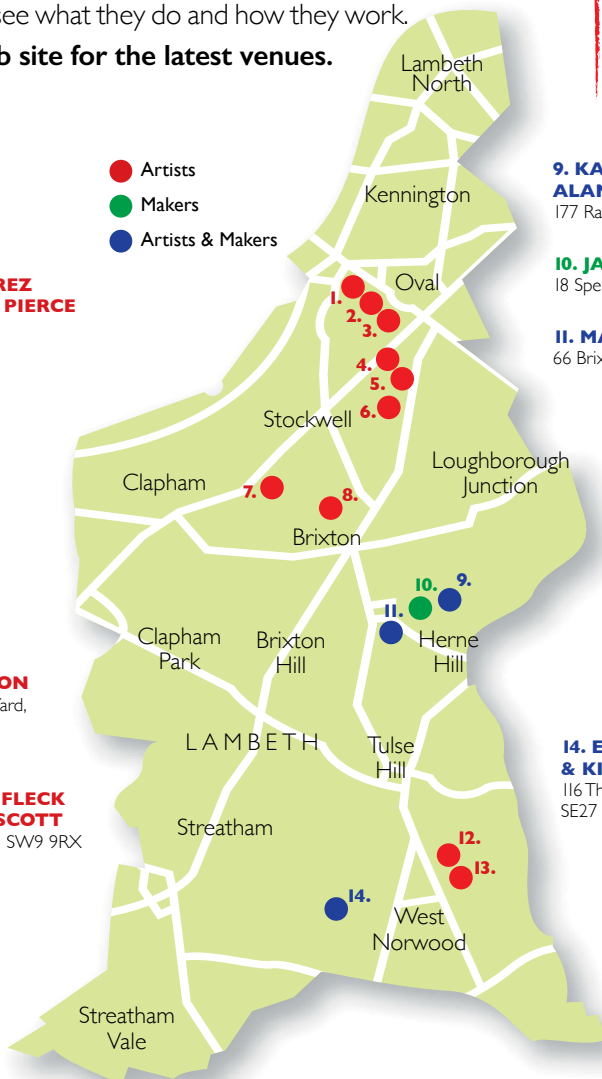 see what they do and how they work.
b site for the latest venues.
Artists
Makers
Artists & Makers
REZ
PIERCE
ON
ard,
FLECK
SCOTT
SW9 9RX
Lambeth
North
Kennington
Oval
1.
2.
3.
4.
5.
6.
Stockwell
Clapham
Loughborough
Junction
7.
8.
Brixton
10.
9.
11.
Clapham
Park
Brixton
Hill
Herne
Hill
LAMBETH
Tulse
Hill
Streatham
12.
13.
14.
West
Norwood
Streatham
Vale
9. KA
ALAN
177 Ra
10. JA
18 Spe
11. MA
66 Brix
14. E
& KI
116 Th
SE27